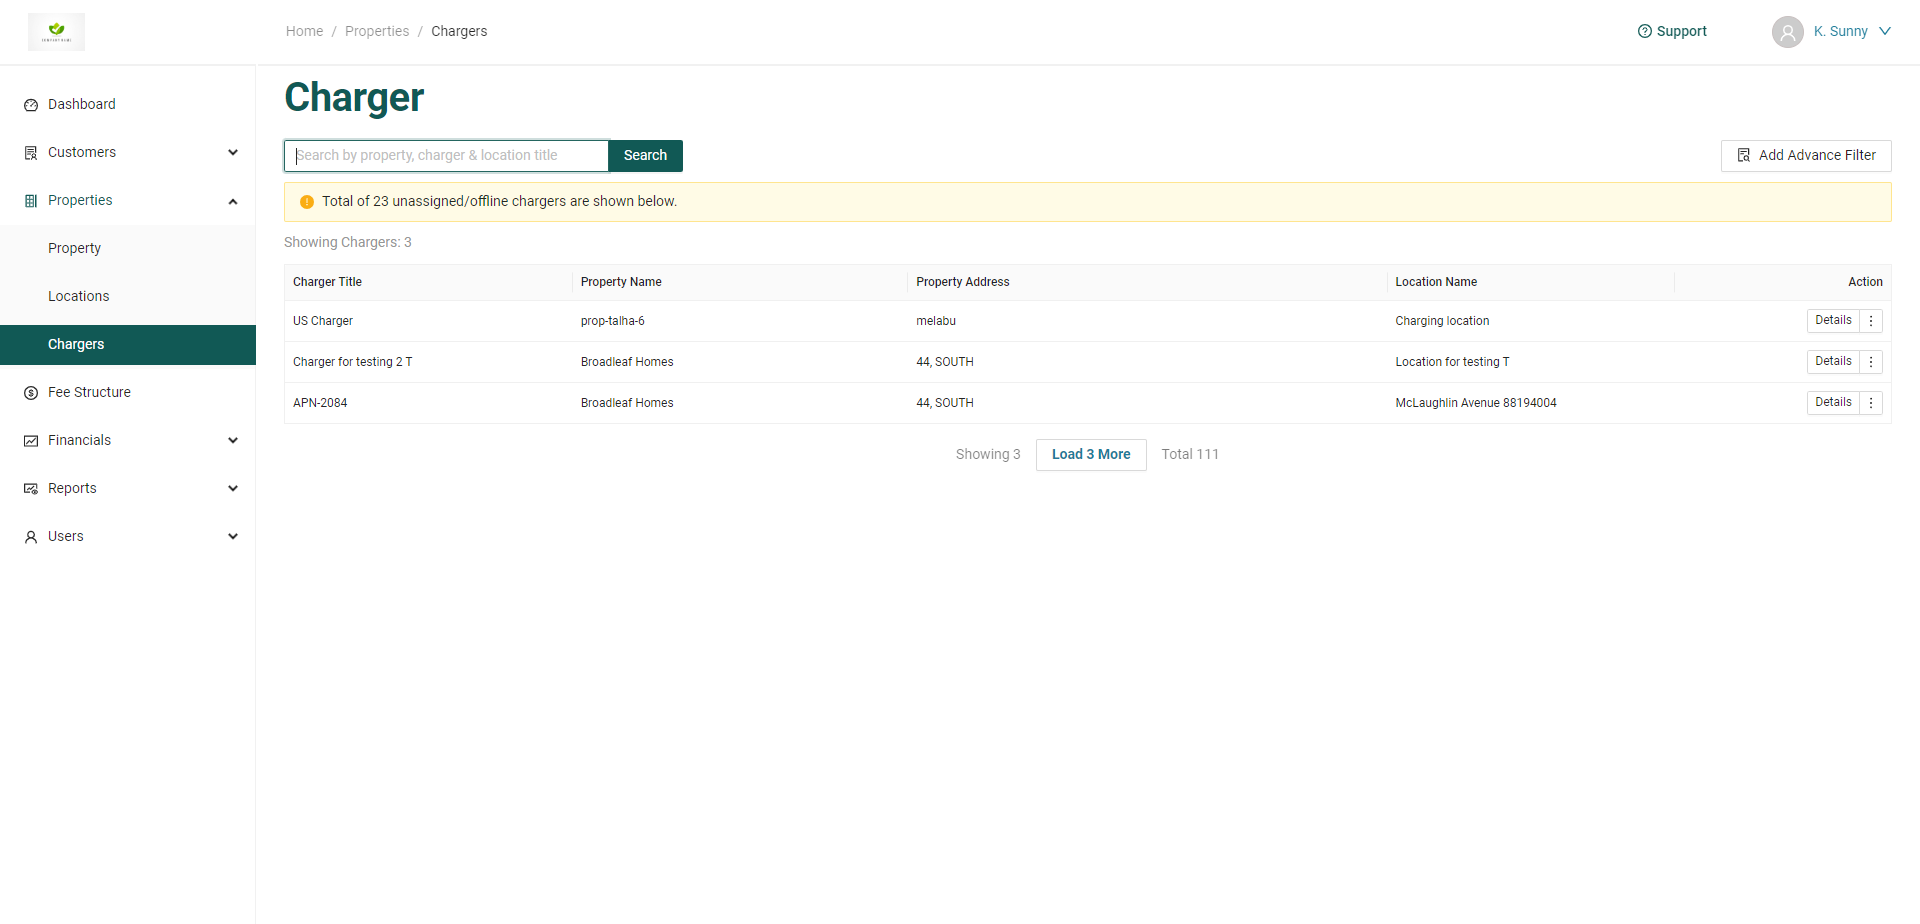 Home / Properties / Chargers
Support
K. Sunny
Dashboard
Customers
Properties
Property
Locations
Chargers
Fee Structure
Financials
Reports
Users
Charger
Search by property, charger & location title
Search
Add Advance Filter
Total of 23 unassigned/offline chargers are shown below.
Showing Chargers: 3
Charger Title Property Name Property Address Location Name Action
US Charger prop-talha-6 melabu Charging location Details
Charger for testing 2 T Broadleaf Homes 44, SOUTH Location for testing T Details
APN-2084 Broadleaf Homes 44, SOUTH McLaughlin Avenue 88194004 Details
Showing 3 Load 3 More Total 111